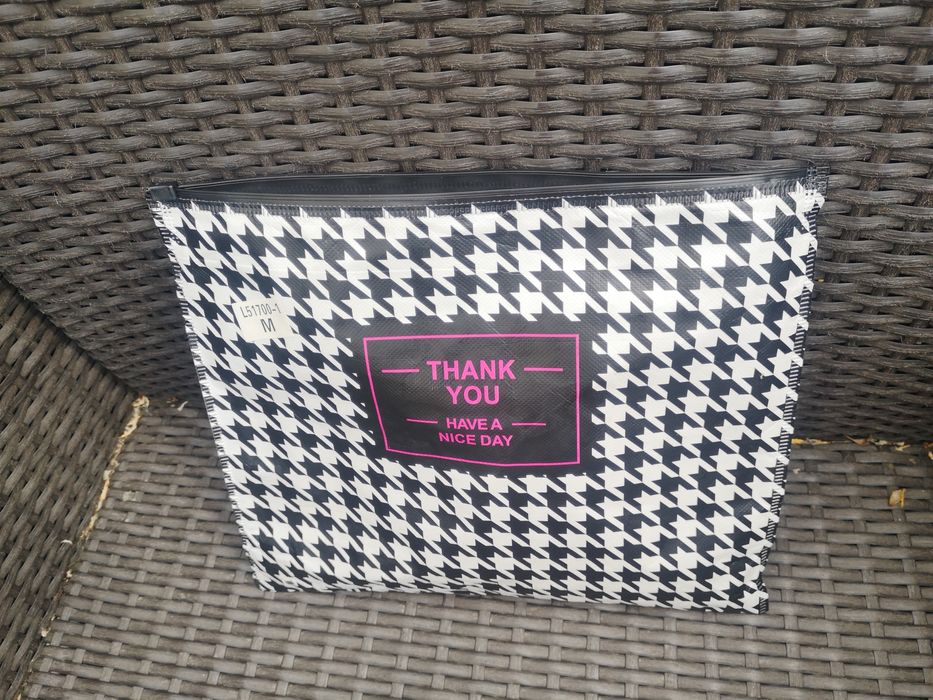 L51700-1
M
THANK
YOU
HAVE A
NICE DAY